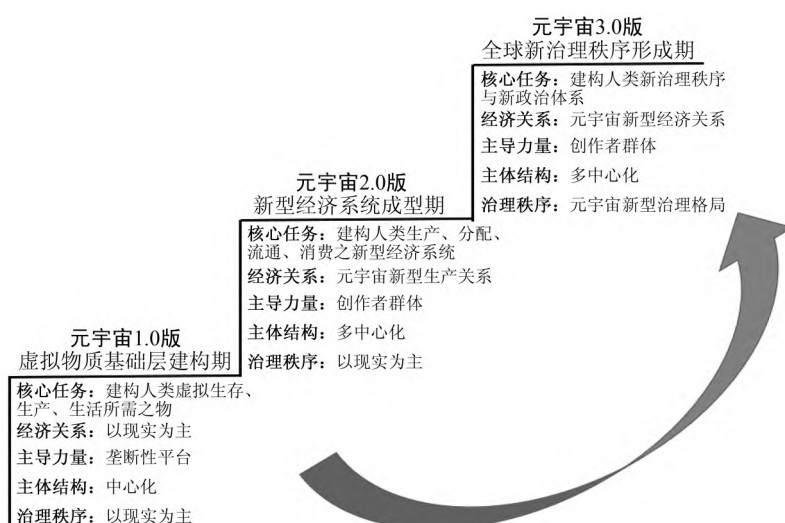 元宇宙3.0版
全球新治理秩序形成期
核心任务：建构人类新治理秩序
与新政治体系
经济关系：元宇宙新型经济关系
主导力量：创作者群体
主体结构：多中心化
治理秩序：元宇宙新型治理格局
元宇宙2.0版
新型经济系统成型期
核心任务：建构人类生产、分配、
流通、消费之新型经济系统
经济关系：元宇宙新型生产关系
主导力量：创作者群体
主体结构：多中心化
治理秩序：以现实为主
元宇宙1.0版
虚拟物质基础层建构期
核心任务：建构人类虚拟生存、
生产、生活所需之物
经济关系：以现实为主
主导力量：垄断性平台
主体结构：中心化
治理秩序：以现实为主